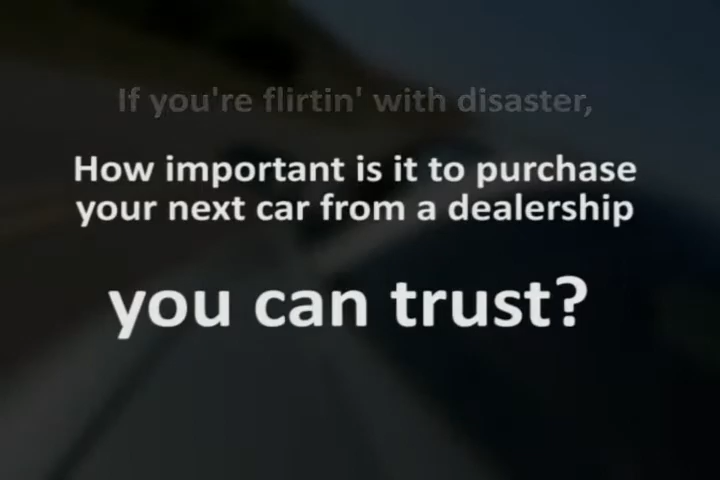 If you're flirtin' with disaster,
How important is it to purchase
your next car from a dealership
you can trust?